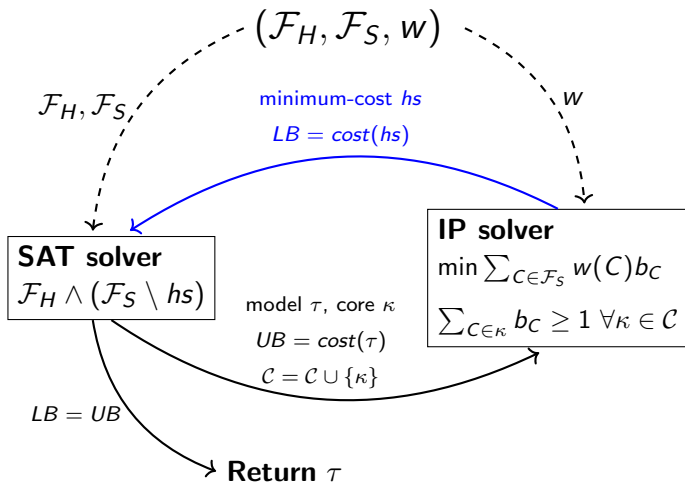 (𝓕_H, 𝓕_S, w)
𝓕_H, 𝓕_S
minimum-cost hs
LB = cost(hs)
w
SAT solver
𝓕_H ∧ (𝓕_S \ hs)
IP solver
min ∑_{C∈𝓕_S} w(C)b_C
∑_{C∈κ} b_C ≥ 1 ∀κ ∈ 𝒞
model τ, core κ
UB = cost(τ)
𝒞 = 𝒞 ∪ {κ}
LB = UB
Return τ